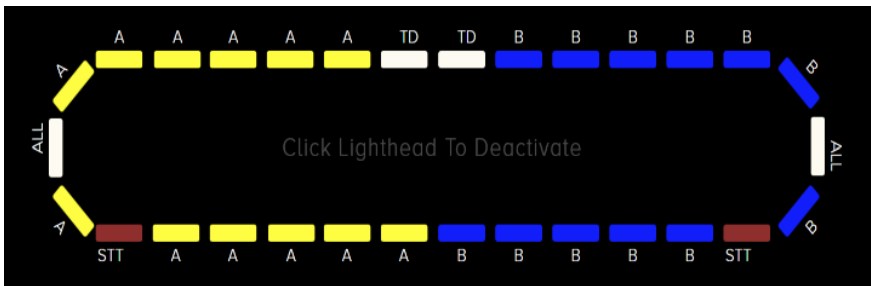 A A A A A TD TD B B B B B
A B
ALL Click Lighthead To Deactivate ALL
A B
STT A A A A A B B B B B STT